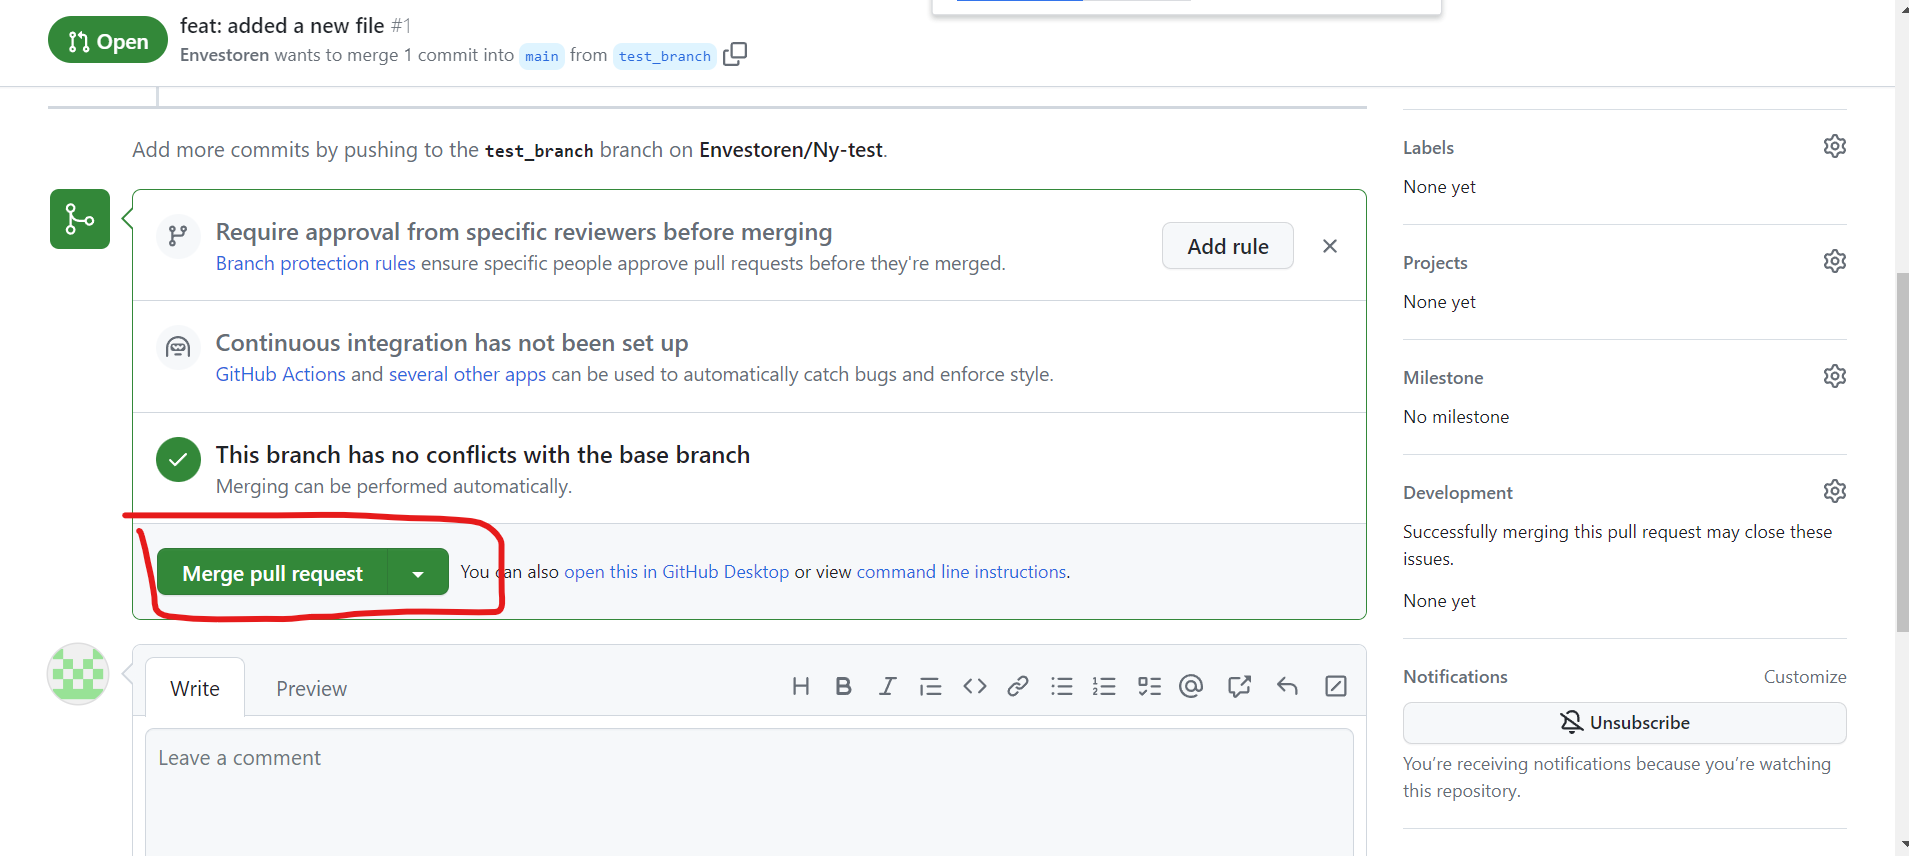 Open
feat: added a new file #1
Envestoren wants to merge 1 commit into main from test_branch
Add more commits by pushing to the test_branch branch on Envestoren/Ny-test.
Require approval from specific reviewers before merging
Branch protection rules ensure specific people approve pull requests before they're merged.
Add rule
Continuous integration has not been set up
GitHub Actions and several other apps can be used to automatically catch bugs and enforce style.
This branch has no conflicts with the base branch
Merging can be performed automatically.
Merge pull request
You can also open this in GitHub Desktop or view command line instructions.
Write
Preview
Leave a comment
Labels
None yet
Projects
None yet
Milestone
No milestone
Development
Successfully merging this pull request may close these
issues.
None yet
Notifications
Customize
Unsubscribe
You’re receiving notifications because you’re watching
this repository.